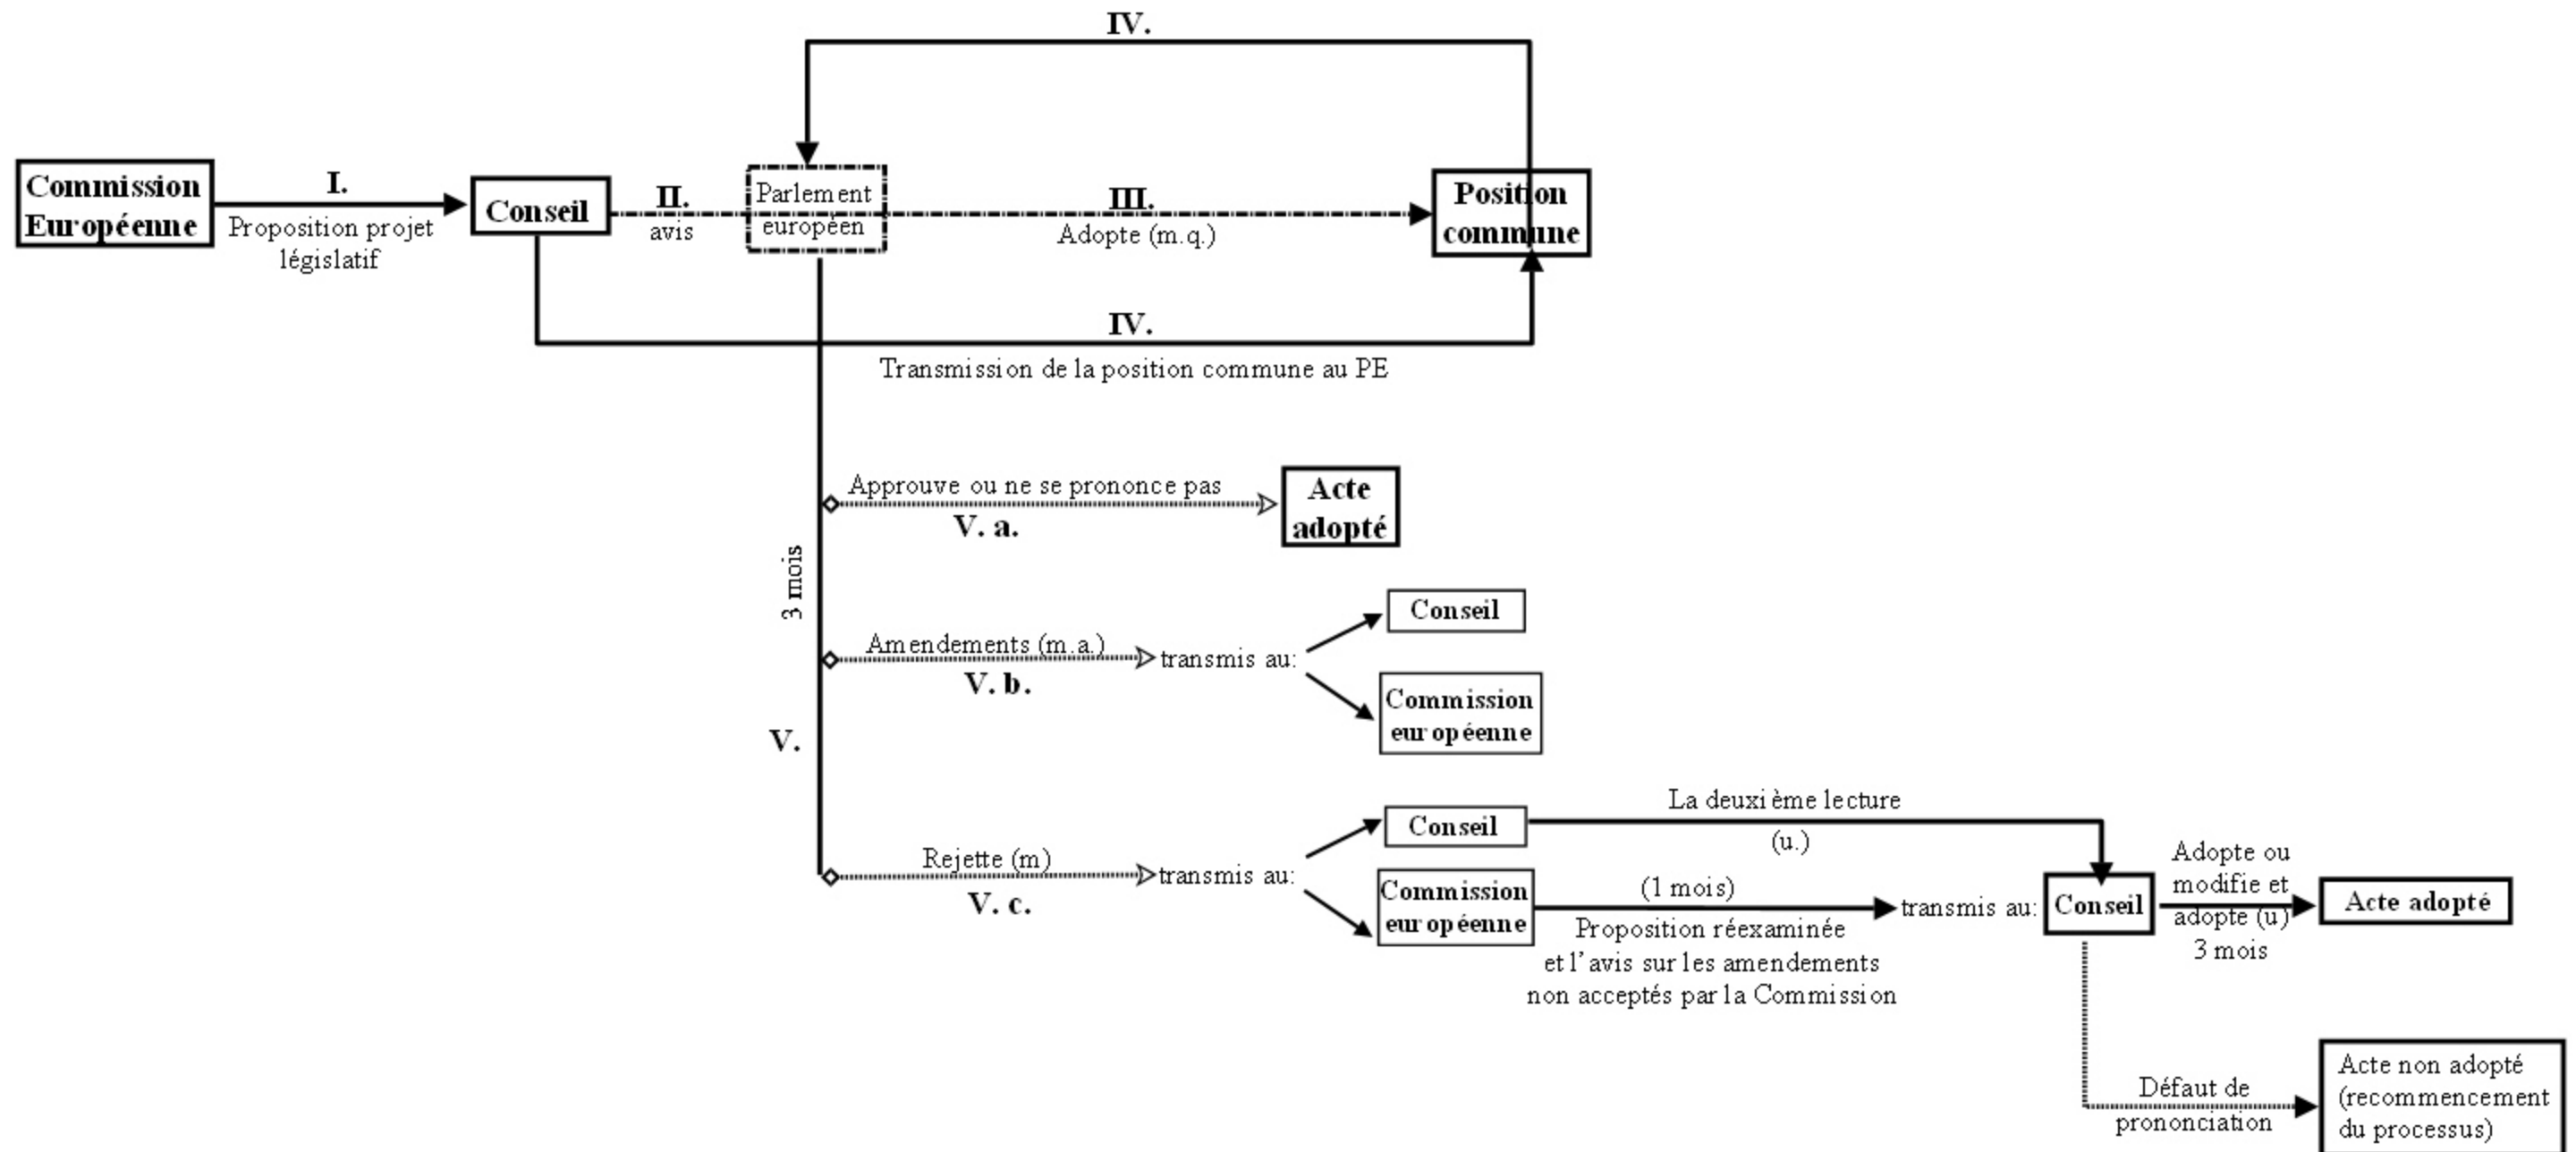 IV.
Commission
Européenne
I.
Proposition projet
législatif
Conseil
II.
avis
Parlement
européen
III.
Adopte (m.q.)
Position
commune
IV.
Transmission de la position commune au PE
3 mois
V.
Approuve ou ne se prononce pas
V. a.
Acte
adopté
Amendements (m.a.)
V. b.
transmis au:
Conseil
Commission
européenne
Rejette (m)
V. c.
transmis au:
Conseil
Commission
européenne
La deuxième lecture
(u.)
(1 mois)
Proposition réexaminée
et l'avis sur les amendements
non acceptés par la Commission
transmis au:
Conseil
Adopte ou
modifie et
adopte (u)
3 mois
Acte adopté
Défaut de
prononciation
Acte non adopté
(recommencement
du processus)